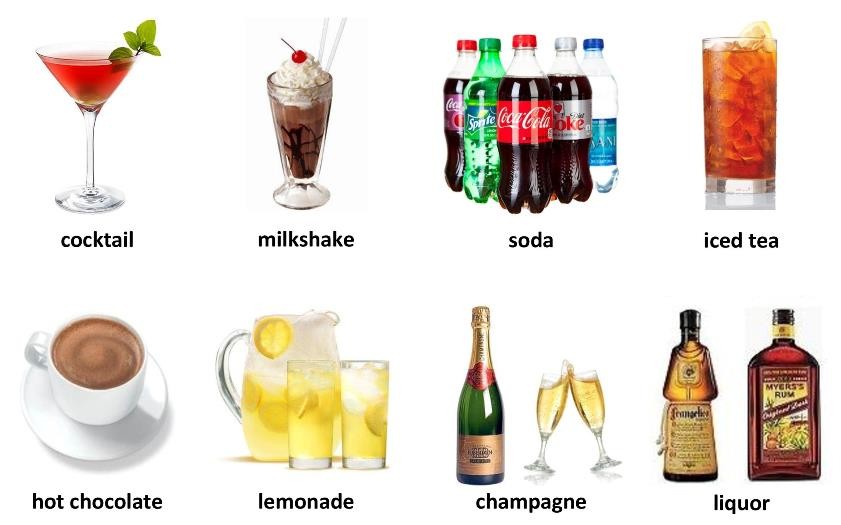 cocktail
milkshake
soda
iced tea
Coca
Sprite
Coca-Cola
Diet
Coke
hot chocolate
lemonade
champagne
liquor
Frangelico
MYERS'S
RUM
Original Dark